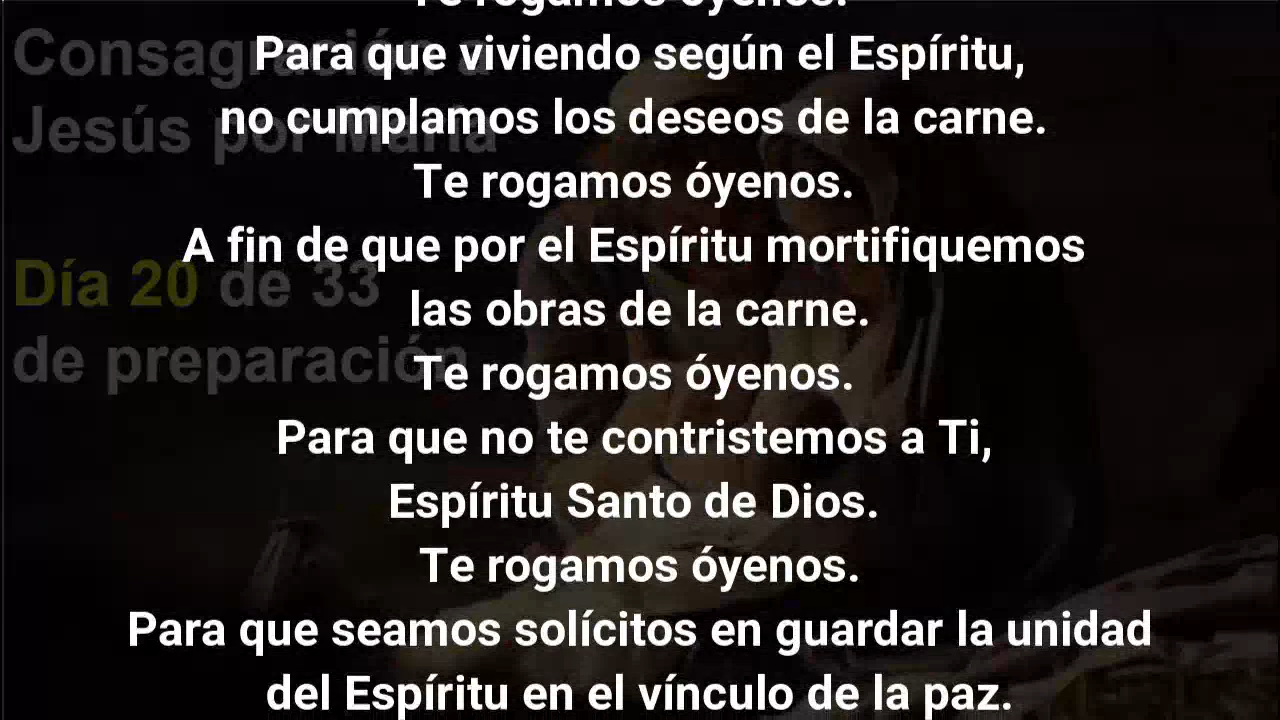 Te rogamos óyenos.
Para que viviendo según el Espíritu,
no cumplamos los deseos de la carne.
Te rogamos óyenos.
A fin de que por el Espíritu mortifiquemos
las obras de la carne.
Te rogamos óyenos.
Para que no te contristemos a Ti,
Espíritu Santo de Dios.
Te rogamos óyenos.
Para que seamos solícitos en guardar la unidad
del Espíritu en el vínculo de la paz.
Consagración a
Jesús por María
Día 20 de 33
de preparación